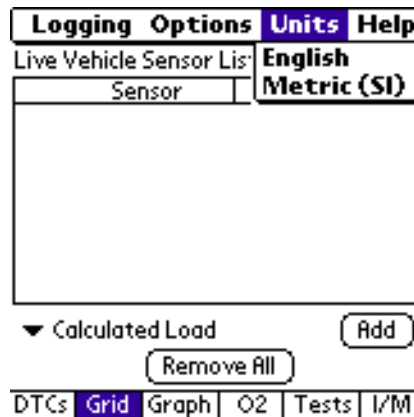 Logging Options Units Help
Live Vehicle Sensor Lis
English
Metric (SI)
Sensor
Calculated Load
Add
Remove All
DTCs Grid Graph O2 Tests I/M